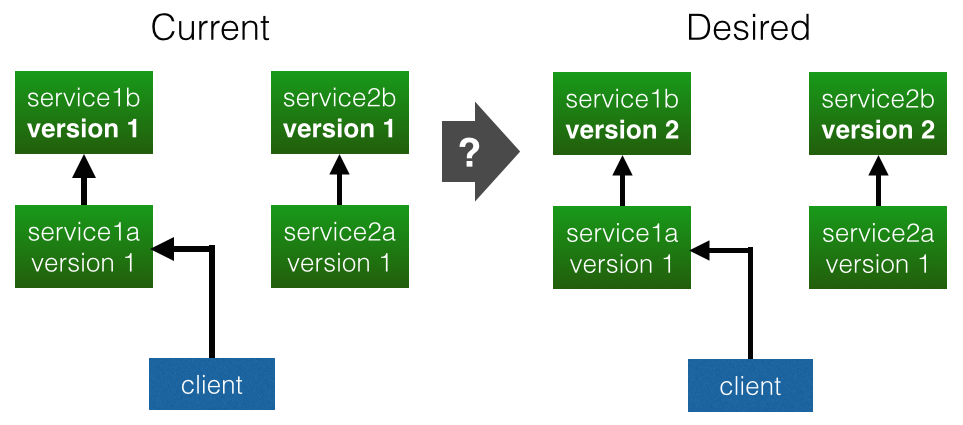 Current
Desired
service1b
version 1
service2b
version 1
?
service1b
version 2
service2b
version 2
service1a
version 1
service2a
version 1
service1a
version 1
service2a
version 1
client
client